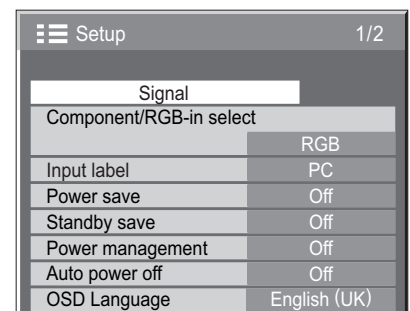 Setup 1/2
Signal
Component/RGB-in select
RGB
Input label PC
Power save Off
Standby save Off
Power management Off
Auto power off Off
OSD Language English (UK)